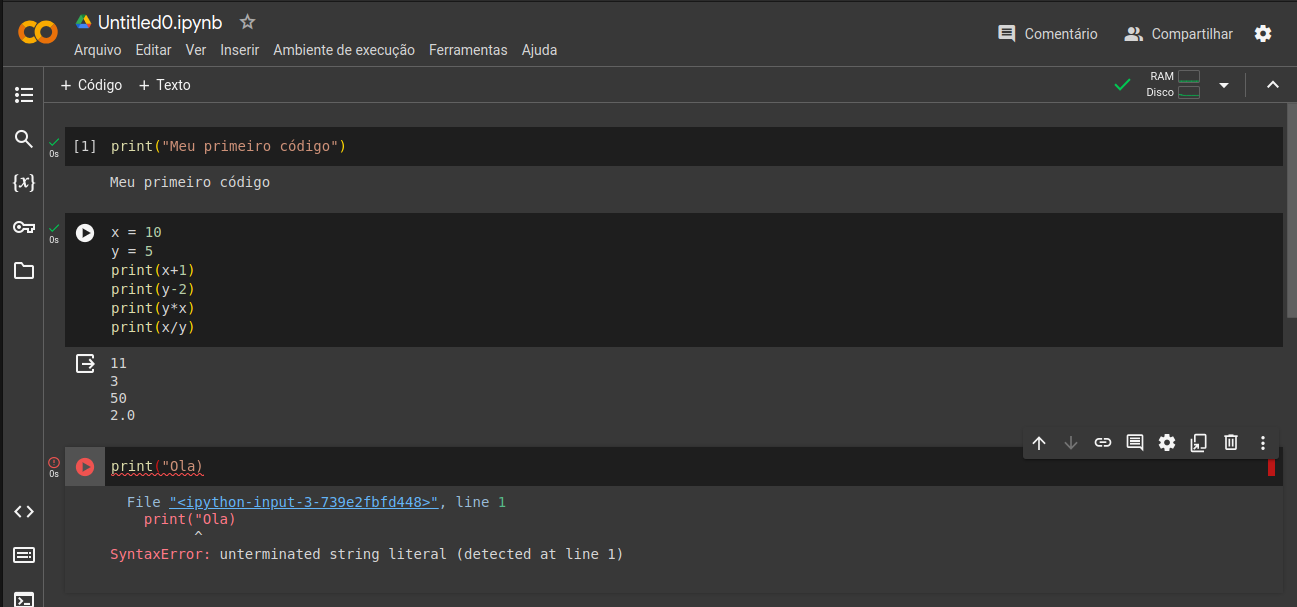 Untitled0.ipynb
Arquivo Editar Ver Inserir Ambiente de execução Ferramentas Ajuda
Comentário Compartilhar
+ Código + Texto
RAM
Disco
0s
[1] print("Meu primeiro código")
Meu primeiro código
0s
x = 10
y = 5
print(x+1)
print(y-2)
print(y*x)
print(x/y)
11
3
50
2.0
0s
print("Ola)
File "<ipython-input-3-739e2fbfd448>", line 1
print("Ola)
^
SyntaxError: unterminated string literal (detected at line 1)